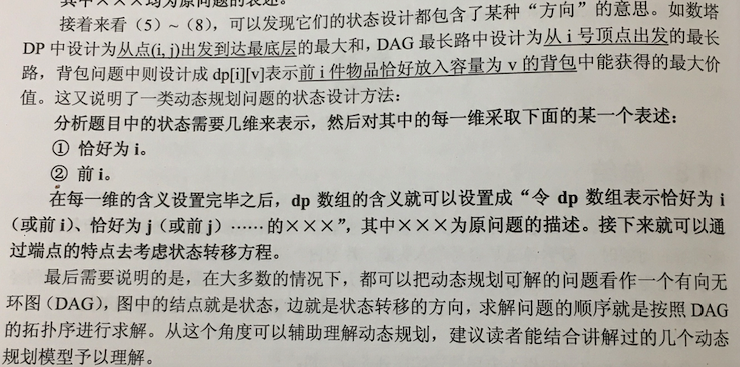 其中×××均为原问题的表述。
接着来看（5）～（8），可以发现它们的状态设计都包含了某种“方向”的意思。如数塔
DP 中设计为从点(i, j)出发到达最底层的最大和，DAG 最长路中设计为从 i 号顶点出发的最长
路，背包问题中则设计成 dp[i][v]表示前 i 件物品恰好放入容量为 v 的背包中能获得的最大价
值。这又说明了一类动态规划问题的状态设计方法：
分析题目中的状态需要几维来表示，然后对其中的每一维采取下面的某一个表述：
① 恰好为 i。
② 前 i。
在每一维的含义设置完毕之后，dp 数组的含义就可以设置成“令 dp 数组表示恰好为 i
（或前 i）、恰好为 j（或前 j）……的×××”，其中×××为原问题的描述。接下来就可以通
过端点的特点去考虑状态转移方程。
最后需要说明的是，在大多数的情况下，都可以把动态规划可解的问题看作一个有向无
环图（DAG），图中的结点就是状态，边就是状态转移的方向，求解问题的顺序就是按照 DAG
的拓扑序进行求解。从这个角度可以辅助理解动态规划，建议读者能结合讲解过的几个动态
规划模型予以理解。